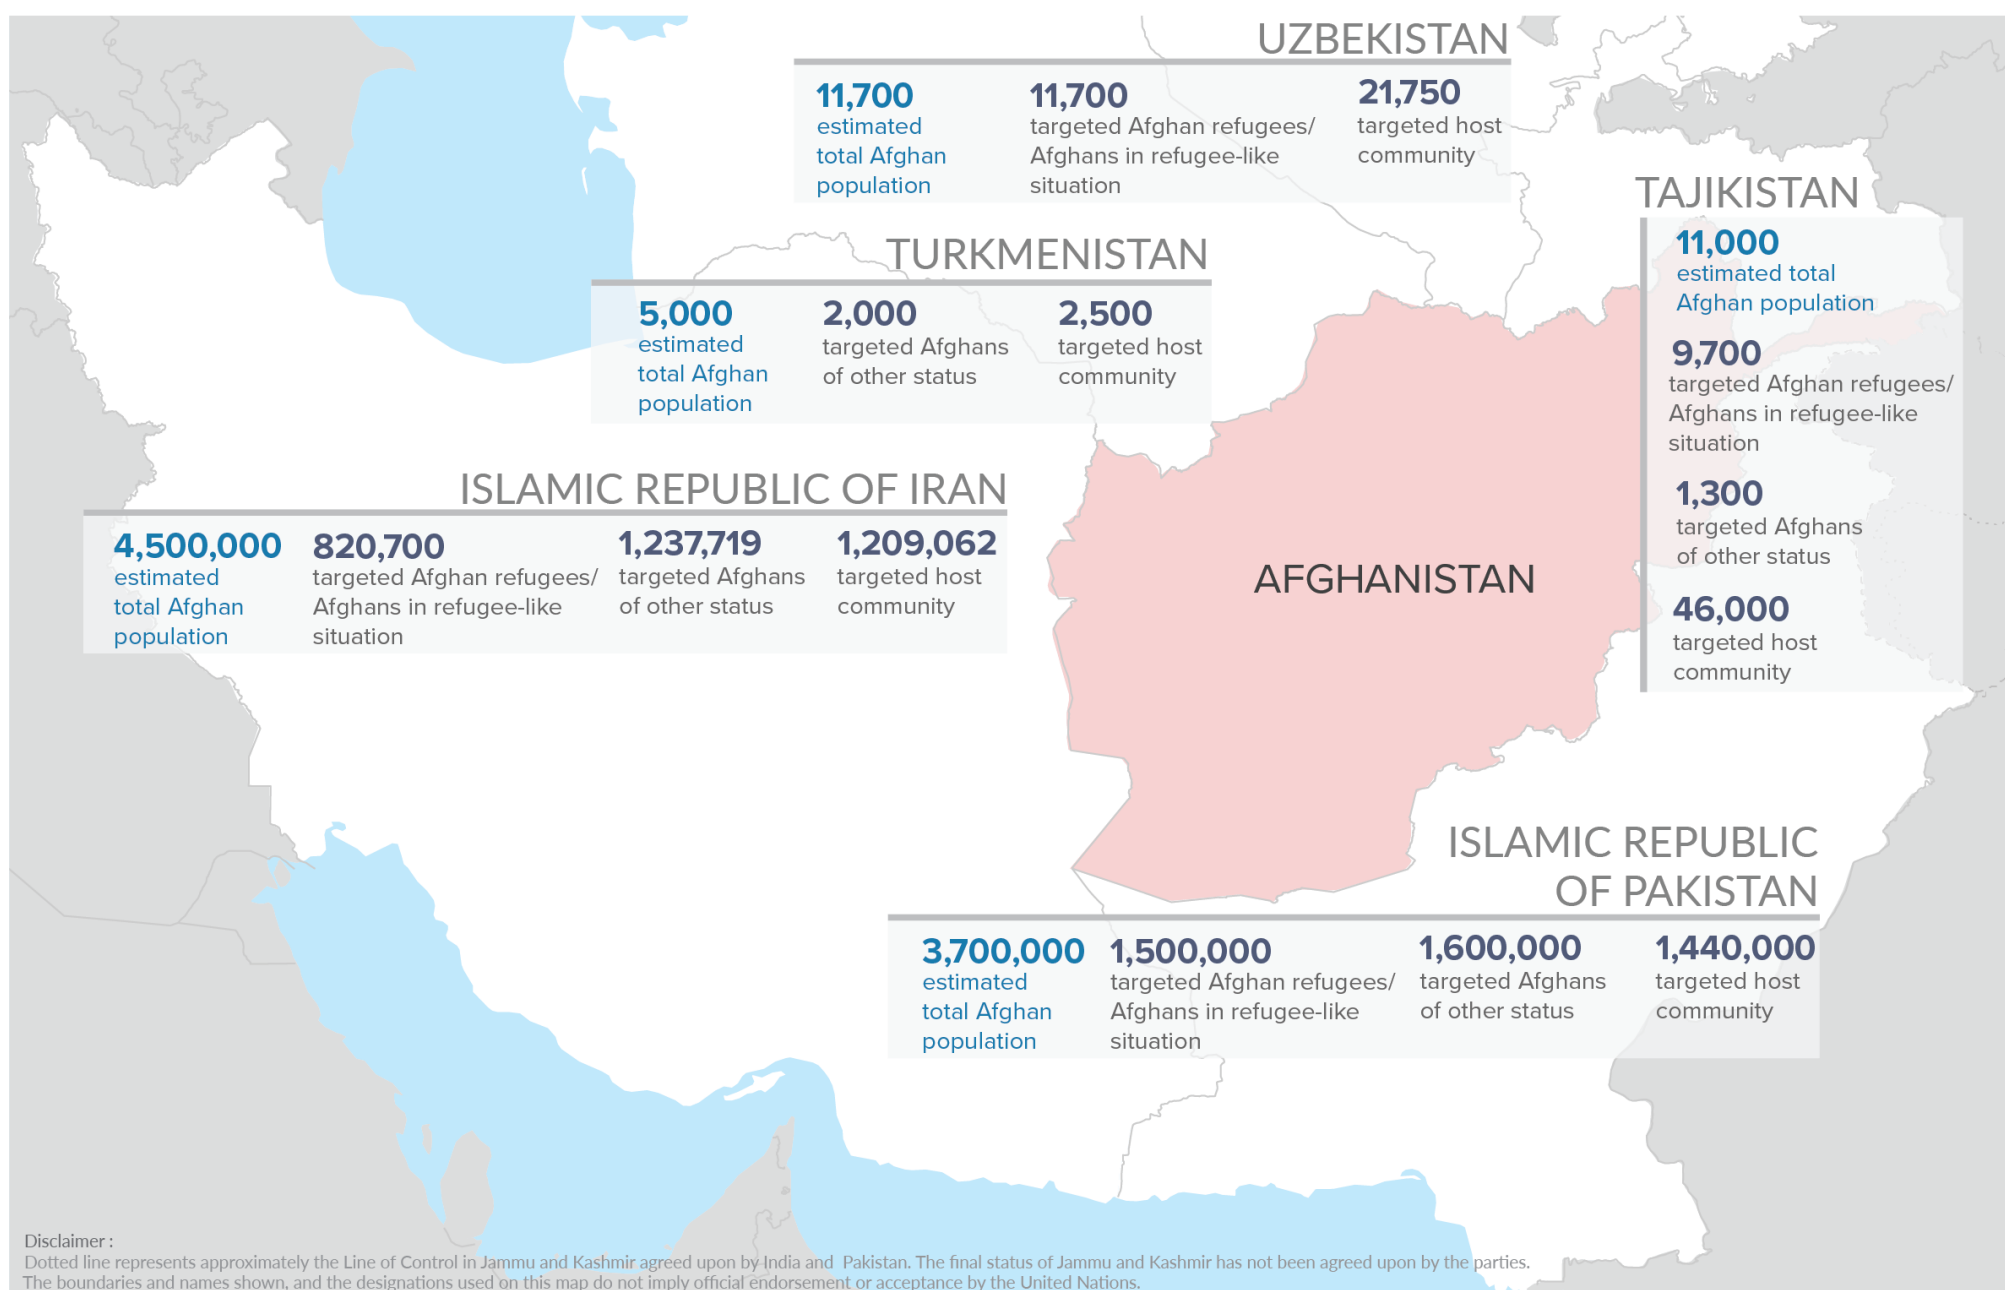 UZBEKISTAN
11,700
estimated
total Afghan
population
11,700
targeted Afghan refugees/
Afghans in refugee-like
situation
21,750
targeted host
community
TAJIKISTAN
11,000
estimated total
Afghan population
9,700
targeted Afghan refugees/
Afghans in refugee-like
situation
1,300
targeted Afghans
of other status
46,000
targeted host
community
TURKMENISTAN
5,000
estimated
total Afghan
population
2,000
targeted Afghans
of other status
2,500
targeted host
community
ISLAMIC REPUBLIC OF IRAN
4,500,000
estimated
total Afghan
population
820,700
targeted Afghan refugees/
Afghans in refugee-like
situation
1,237,719
targeted Afghans
of other status
1,209,062
targeted host
community
AFGHANISTAN
ISLAMIC REPUBLIC
OF PAKISTAN
3,700,000
estimated
total Afghan
population
1,500,000
targeted Afghan refugees/
Afghans in refugee-like
situation
1,600,000
targeted Afghans
of other status
1,440,000
targeted host
community
Disclaimer :
Dotted line represents approximately the Line of Control in Jammu and Kashmir agreed upon by India and Pakistan. The final status of Jammu and Kashmir has not been agreed upon by the parties.
The boundaries and names shown, and the designations used on this map do not imply official endorsement or acceptance by the United Nations.